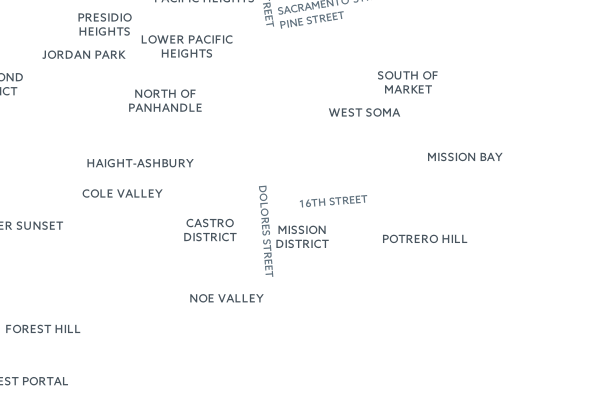 PRESIDIO
HEIGHTS
JORDAN PARK
LOWER PACIFIC
HEIGHTS
PINE STREET
NORTH OF
PANHANDLE
SOUTH OF
MARKET
WEST SOMA
HAIGHT-ASHBURY
MISSION BAY
COLE VALLEY
16TH STREET
DOLORES STREET
CASTRO
DISTRICT
MISSION
DISTRICT
POTRERO HILL
NOE VALLEY
FOREST HILL
SACRAMENTO
SUNSET
PORTAL